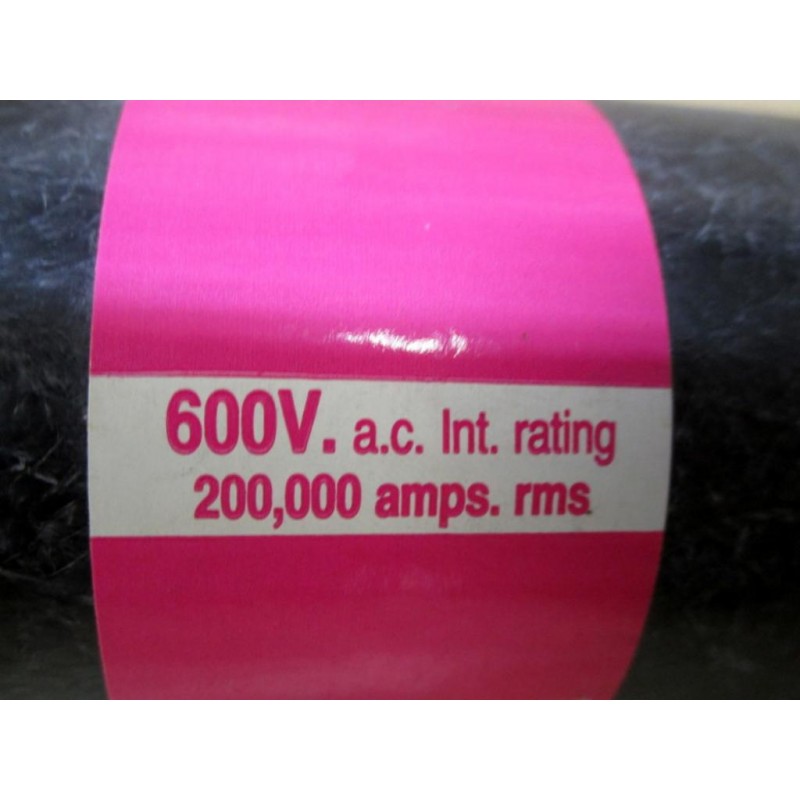 600V. a.c. Int. rating
200,000 amps. rms